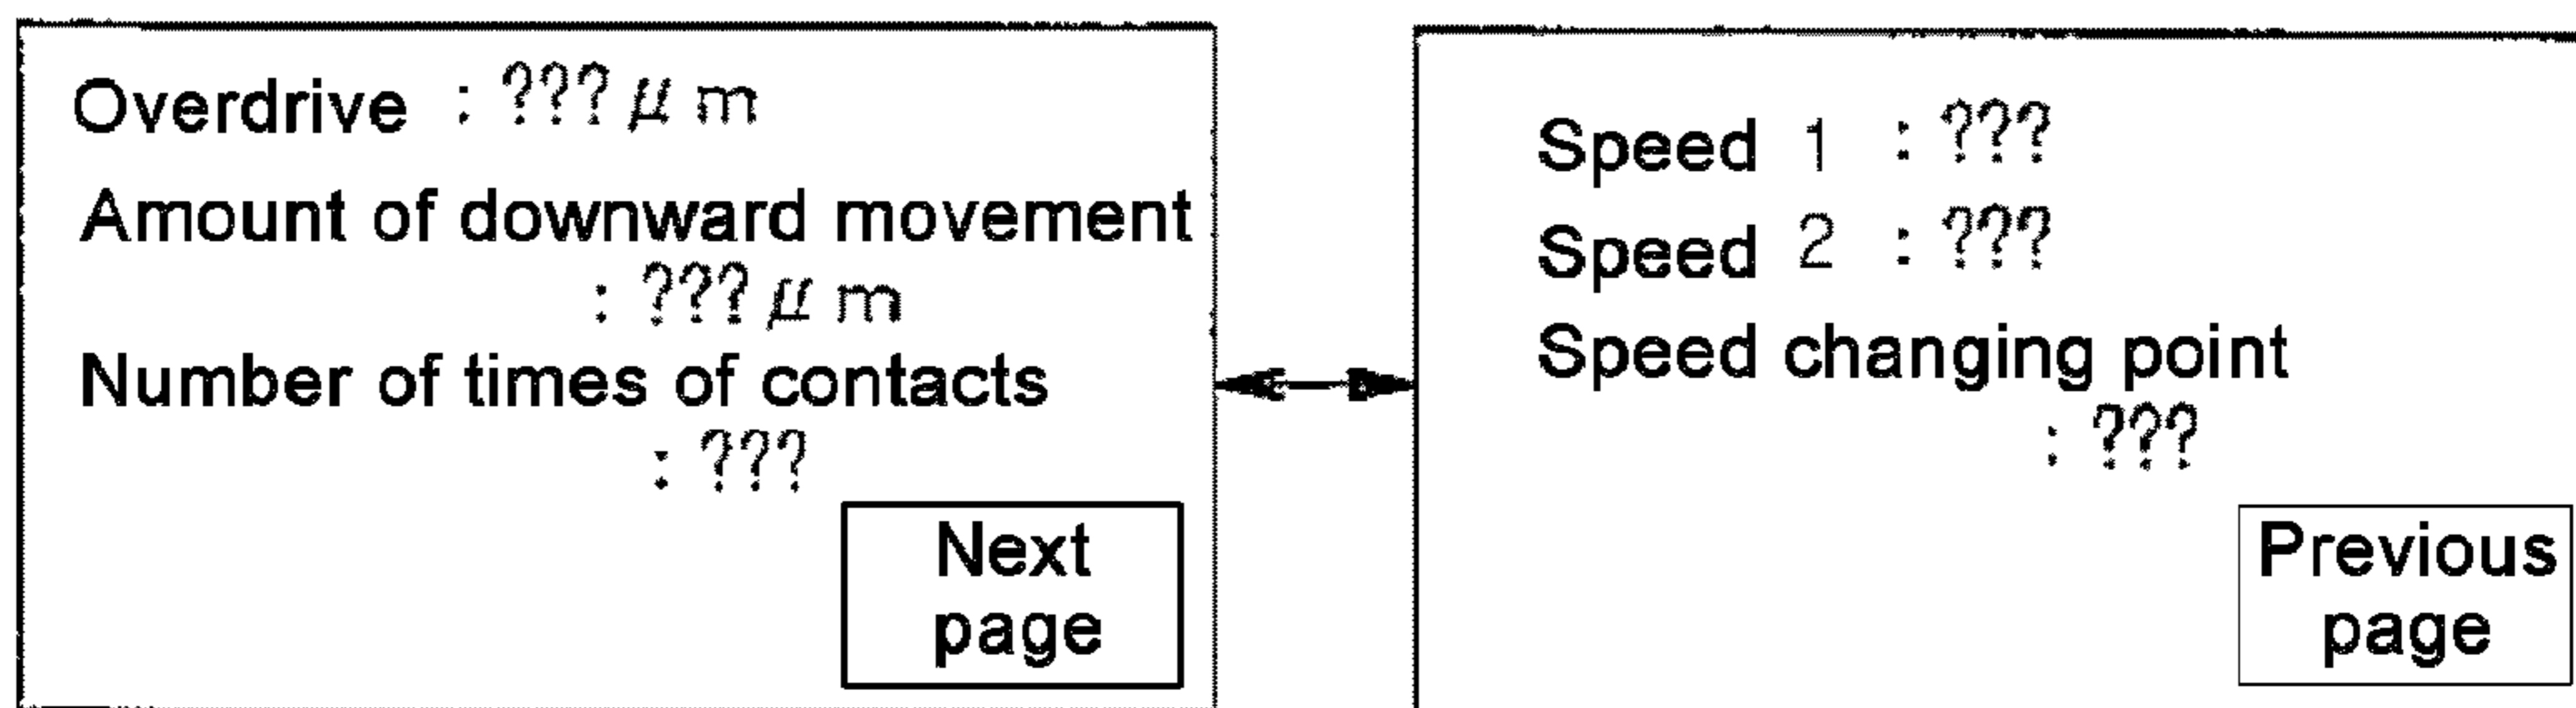 Overdrive : ???μm
Amount of downward movement
: ???μm
Number of times of contacts
: ???
Next
page
Speed 1 : ???
Speed 2 : ???
Speed changing point
: ???
Previous
page